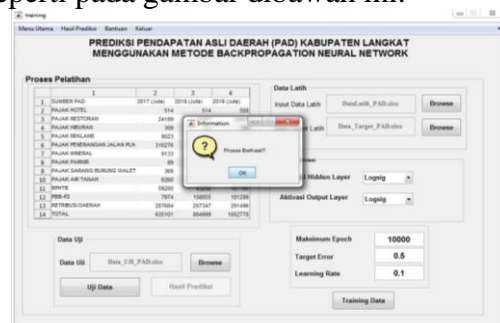 seperti pada gambar dibawah ini.
training
Menu Utama Hasil Prediksi Bantuan Keluar
PREDIKSI PENDAPATAN ASLI DAERAH (PAD) KABUPATEN LANGKAT
MENGGUNAKAN METODE BACKPROPAGATION NEURAL NETWORK
Proses Pelatihan
1 2 3 4
1 SUMBER PAD 2017 (Juta) 2018 (Juta) 2019 (Juta)
2 PAJAK HOTEL 514 514
3 PAJAK RESTORAN 24189
4 PAJAK HIBURAN 309
5 PAJAK REKLAME 9023
6 PAJAK PENERANGAN JALAN PLN 310276
7 PAJAK MINERAL 9133
8 PAJAK PARKIR
9 PAJAK SARANG BURUNG WALET 369
10 PAJAK AIR TANAH
11 BPHTB
12 PBB-P2 7974
13 RETRIBUSI DAERAH 207347 291496
14 TOTAL
Information
Proses Berhasil!!
OK
Data Latih
Input Data Latih DataLatih_PAD.xlsx Browse
Latih Data_Target_PAD.xlsx Browse
Hidden Layer Logsig
Aktivasi Output Layer Logsig
Data Uji
Data Uji Data_UJI_PAD.xlsx Browse
Uji Data Hasil Prediksi
Maksimum Epoch 10000
Target Error 0.5
Learning Rate 0.1
Training Data